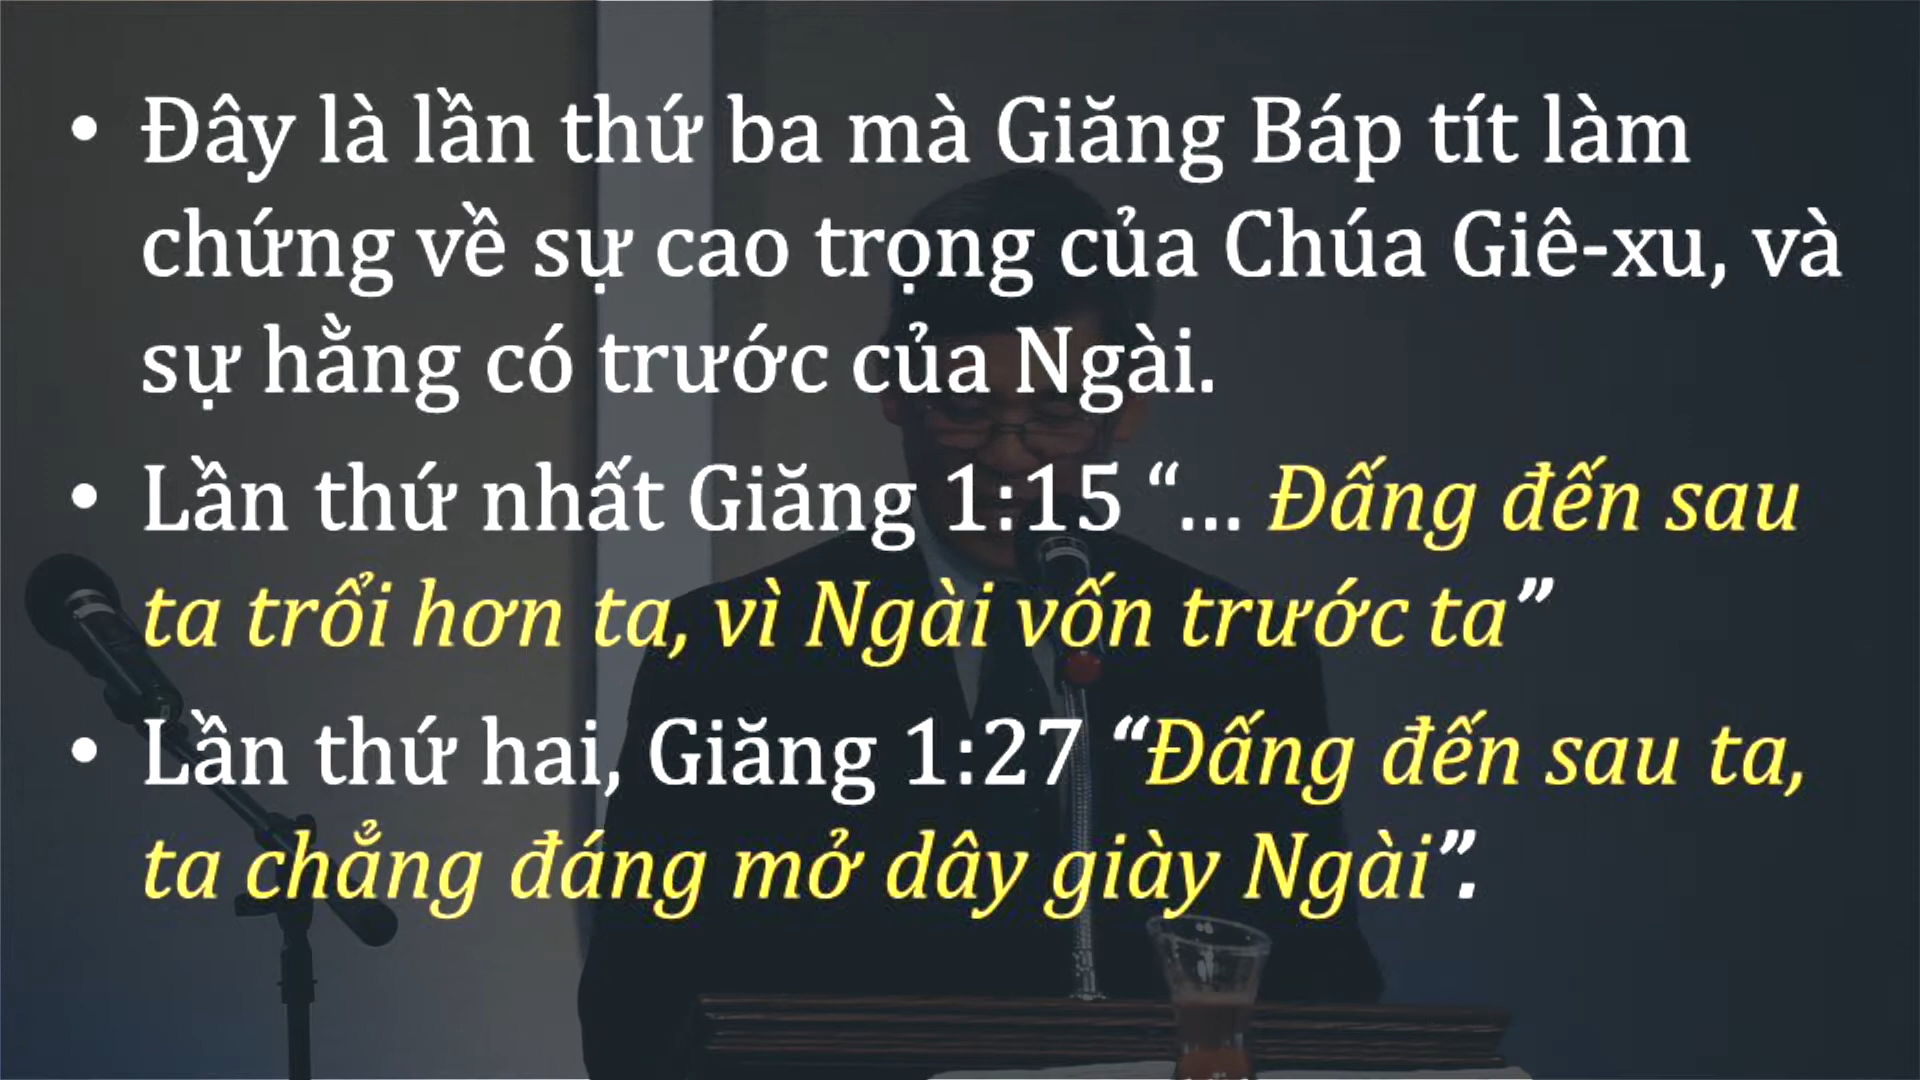 • Đây là lần thứ ba mà Giăng Báp tít làm
chứng về sự cao trọng của Chúa Giê-xu, và
sự hằng có trước của Ngài.
• Lần thứ nhất Giăng 1:15 “... Đấng đến sau
ta trổi hơn ta, vì Ngài vốn trước ta”
• Lần thứ hai, Giăng 1:27 “Đấng đến sau ta,
ta chẳng đáng mở dây giày Ngài”.